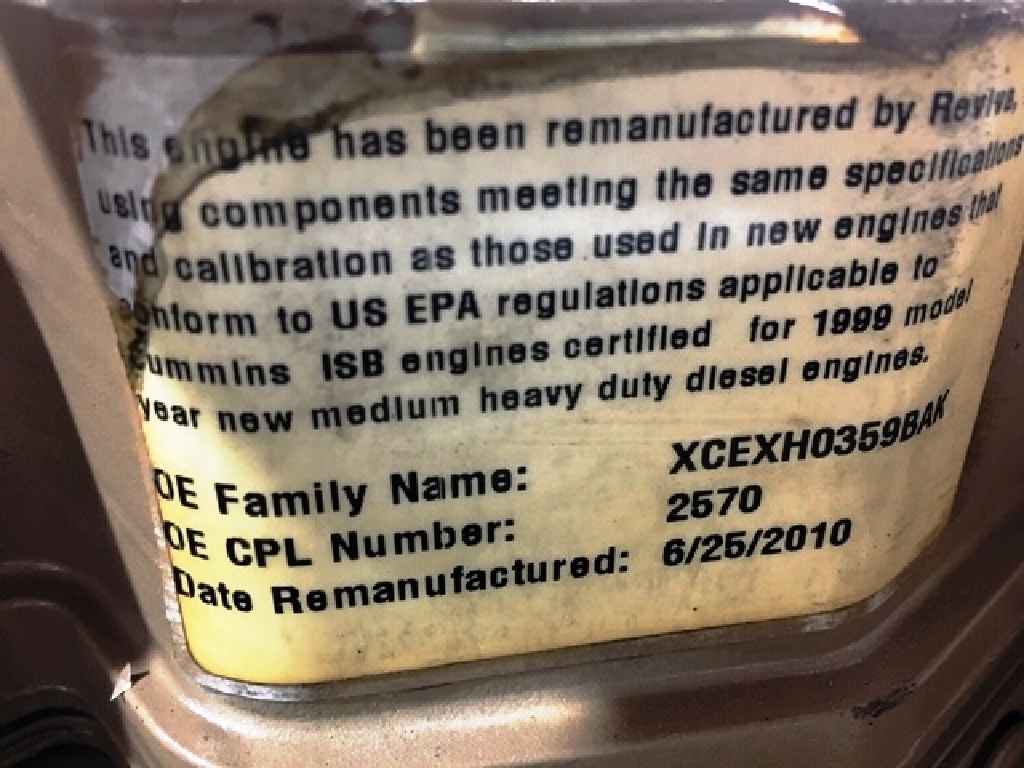 This engine has been remanufactured by Revivo,
using components meeting the same specifications
and calibration as those used in new engines that
conform to US EPA regulations applicable to
ummins ISB engines certified for 1999 model
year new medium heavy duty diesel engines.
OE Family Name: XCEXH0359BAK
OE CPL Number: 2570
Date Remanufactured: 6/25/2010